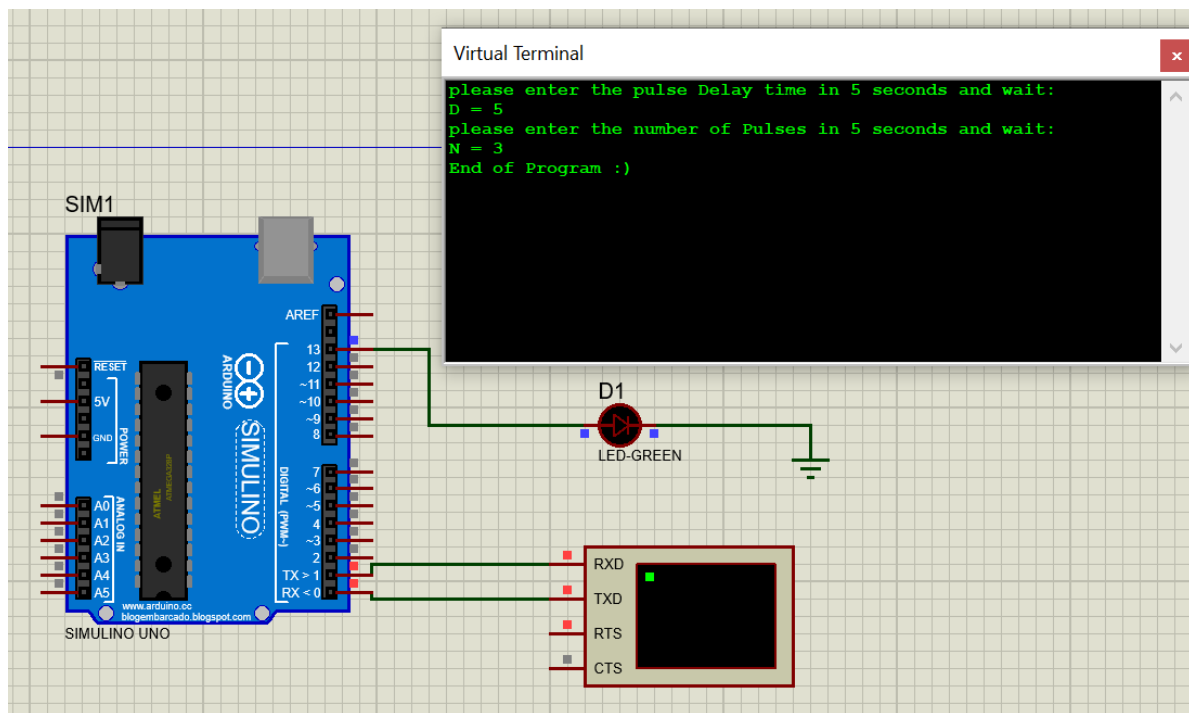 Virtual Terminal
x
please enter the pulse Delay time in 5 seconds and wait:
D = 5
please enter the number of Pulses in 5 seconds and wait:
N = 3
End of Program :)
SIM1
AREF
13
12
~11
~10
~9
8
7
~6
~5
4
~3
2
TX > 1
RX < 0
RESET
5V
GND
POWER
A0
A1
A2
A3
A4
A5
ANALOG IN
ATMEL
ATMEGA328P
ARDUINO
SIMULINO
DIGITAL (PWM~)
www.arduino.cc
blogembarcado.blogspot.com
SIMULINO UNO
D1
LED-GREEN
RXD
TXD
RTS
CTS